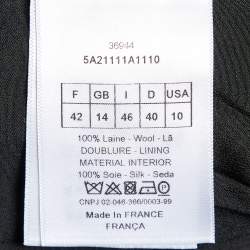 36944
5A21111A1110
F GB I D USA
42 14 46 40 10
100% Laine - Wool - Lã
DOUBLURE - LINING
MATERIAL INTERIOR
100% Soie - Silk - Seda
CNPJ 02-046-366/0003-99
Made In FRANCE
FRANÇA